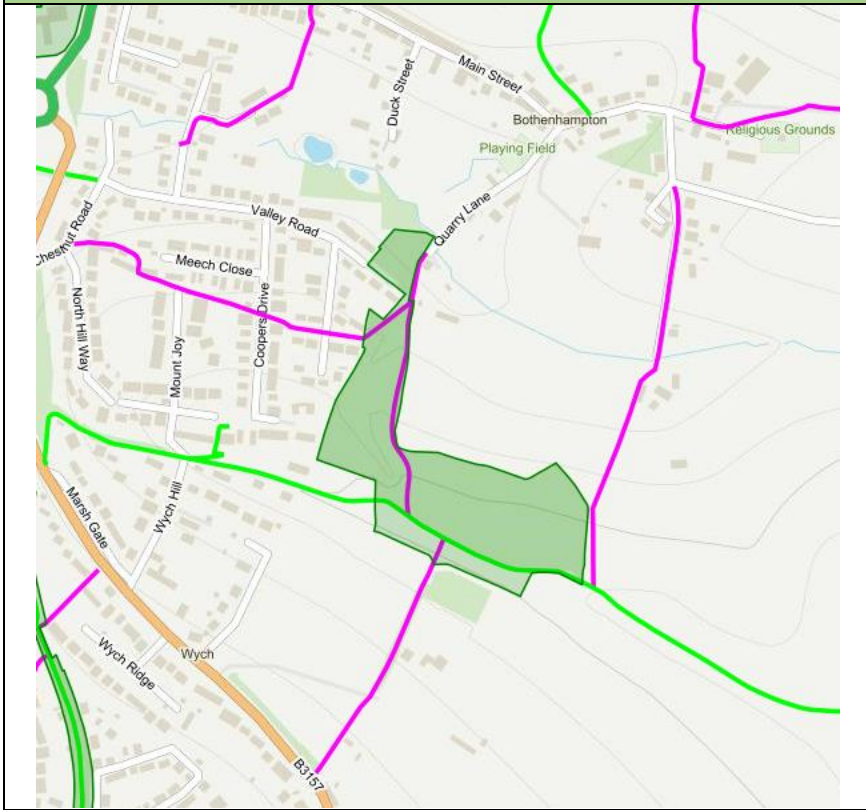 Main Street
Duck Street
Bothenhampton
Religious Grounds
Playing Field
Quarry Lane
Valley Road
Chestnut Road
Meech Close
North Hill Way
Mount Joy
Coopers Drive
Marsh Gate
Wych Hill
Wych Ridge
Wych
B3157